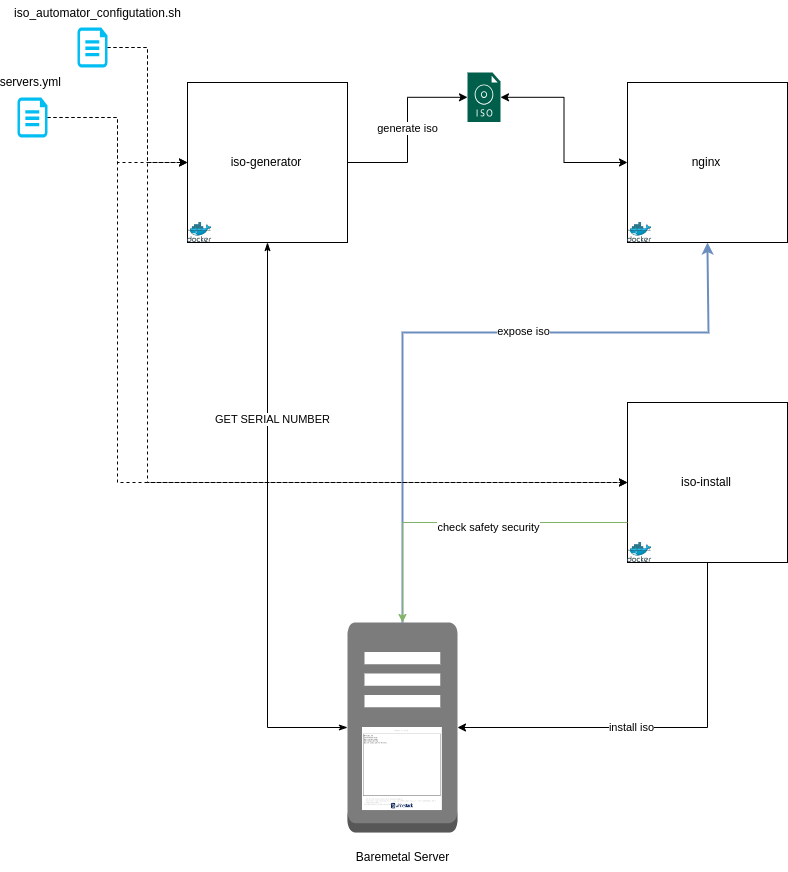 iso_automator_configutation.sh
servers.yml
ISO
generate iso
iso-generator
nginx
docker
docker
expose iso
GET SERIAL NUMBER
iso-install
check safety security
docker
install iso
Baremetal Server